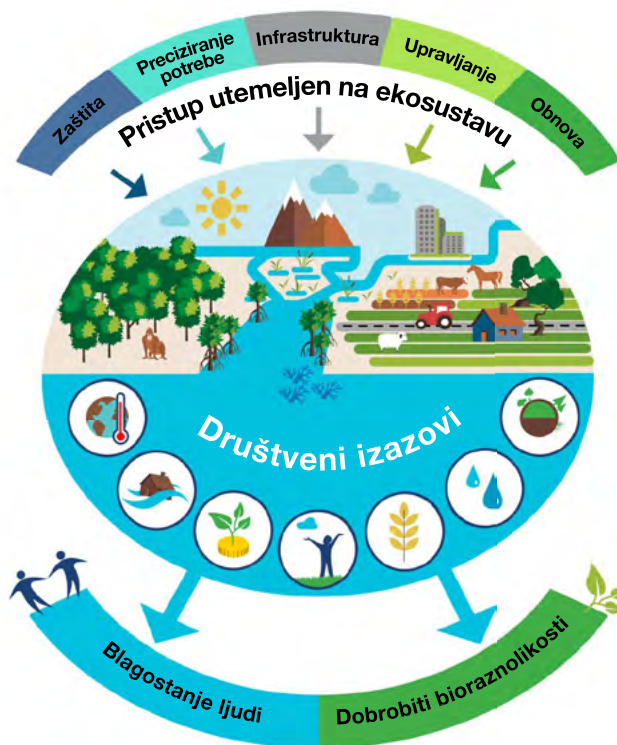 Zaštita
Preciziranje
potrebe
Infrastruktura
Upravljanje
Obnova
Pristup utemeljen na ekosustavu
Društveni izazovi
Blagostanje ljudi
Dobrobiti bioraznolikosti